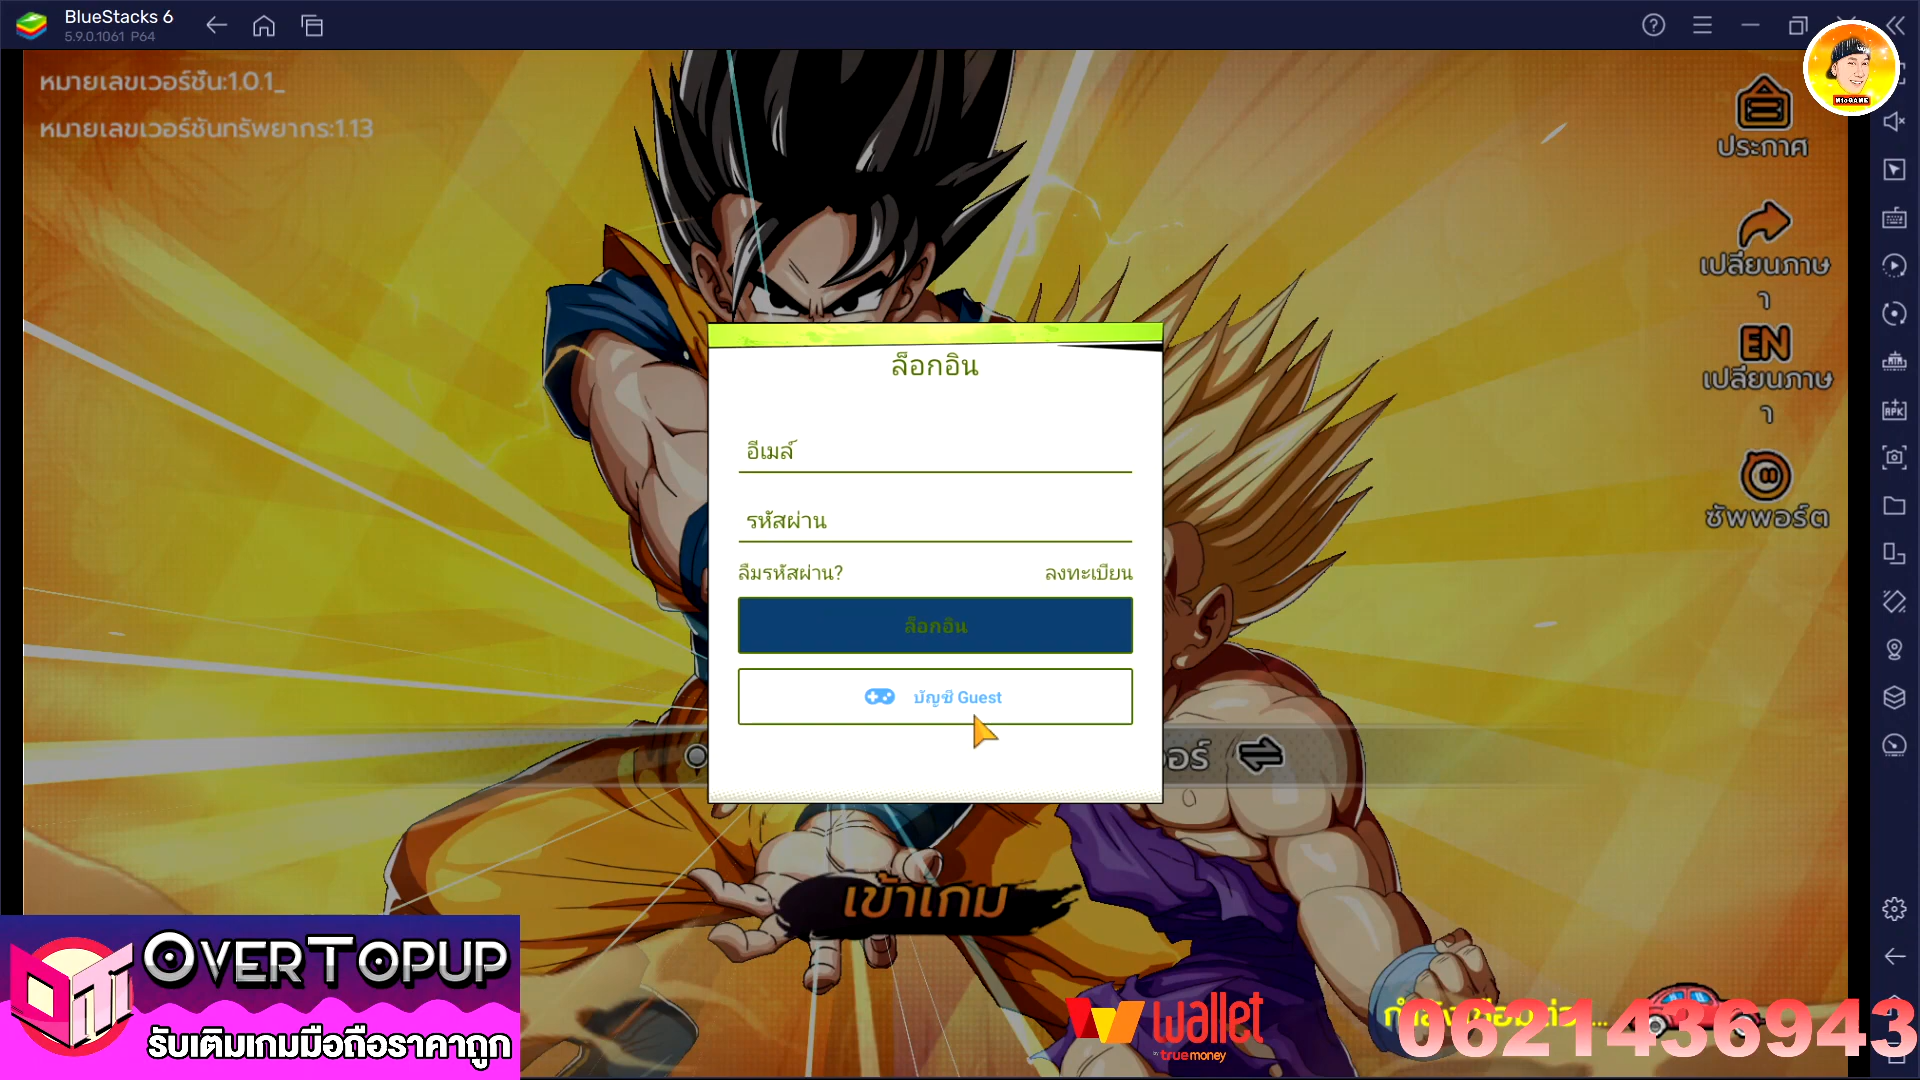 BlueStacks 6
5.9.0.1061 P64
หมายเลขเวอร์ชั่น:1.0.1_
หมายเลขเวอร์ชันทรัพยากร:1.13
ประกาศ
เปลี่ยนภาษ
า
EN
เปลี่ยนภาษ
า
ซัพพอร์ต
ล็อกอิน
อีเมล์
รหัสผ่าน
ลืมรหัสผ่าน?
ลงทะเบียน
ล็อกอิน
บัญชี Guest
อร์
เข้าเกม
OVERTOPUP
รับเติมเกมมือถือราคาถูก
wallet
by truemoney
0621436943